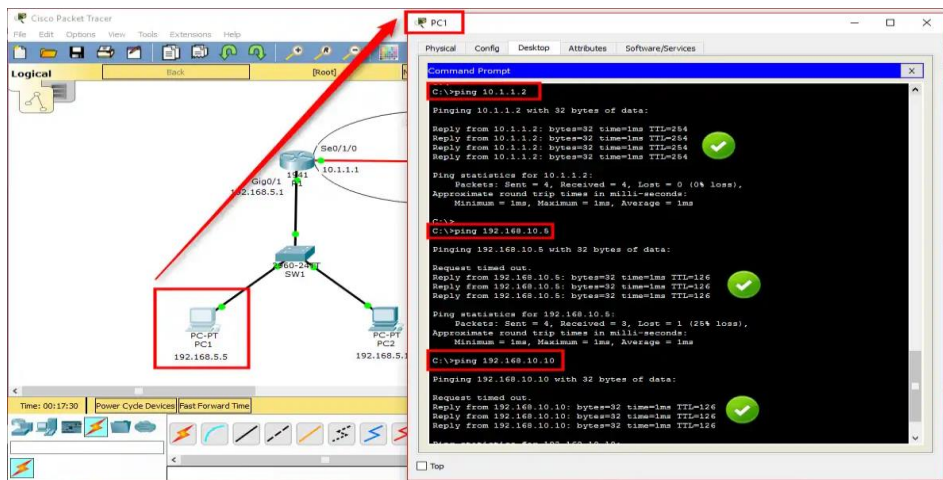 Cisco Packet Tracer
File Edit Options View Tools Extensions Help
Logical
Back
[Root]
Se0/1/0
1941
10.1.1.1
Gig0/1
192.168.5.1
SW1
PC-PT
PC1
192.168.5.5
PC-PT
PC2
Time: 00:17:30
Power Cycle Devices
Fast Forward Time
PC1
Physical Config Desktop Attributes Software/Services
Command Prompt
X
C:\>ping 10.1.1.2
Pinging 10.1.1.2 with 32 bytes of data:
Reply from 10.1.1.2: bytes=32 time=1ms TTL=254
Reply from 10.1.1.2: bytes=32 time=1ms TTL=254
Reply from 10.1.1.2: bytes=32 time=1ms TTL=254
Reply from 10.1.1.2: bytes=32 time=1ms TTL=254
Ping statistics for 10.1.1.2:
Packets: Sent = 4, Received = 4, Lost = 0 (0% loss),
Approximate round trip times in milli-seconds:
Minimum = 1ms, Maximum = 1ms, Average = 1ms
C:\>
C:\>ping 192.168.10.5
Pinging 192.168.10.5 with 32 bytes of data:
Request timed out.
Reply from 192.168.10.5: bytes=32 time=1ms TTL=126
Reply from 192.168.10.5: bytes=32 time=1ms TTL=126
Reply from 192.168.10.5: bytes=32 time=1ms TTL=126
Ping statistics for 192.168.10.5:
Packets: Sent = 4, Received = 3, Lost = 1 (25% loss),
Approximate round trip times in milli-seconds:
Minimum = 1ms, Maximum = 1ms, Average = 1ms
C:\>ping 192.168.10.10
Pinging 192.168.10.10 with 32 bytes of data:
Request timed out.
Reply from 192.168.10.10: bytes=32 time=1ms TTL=126
Reply from 192.168.10.10: bytes=32 time=1ms TTL=126
Reply from 192.168.10.10: bytes=32 time=1ms TTL=126
Top